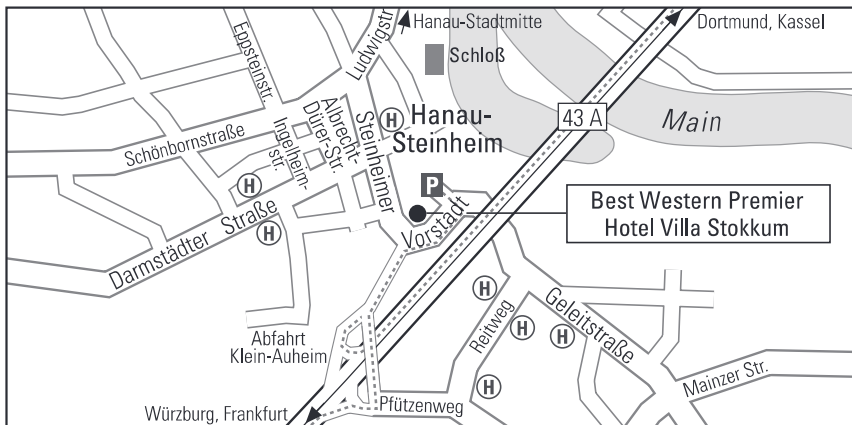 Hanau-Stadtmitte
Dortmund, Kassel
Eppsteinstr.
Ludwigstr.
Schloß
43 A
Main
Schönbornstraße
Ingelheim-
str.
Albrecht-
Dürer-Str.
Steinheimer
H
Hanau-
Steinheim
P
H
H
Darmstädter Straße
Vorstadt
Best Western Premier
Hotel Villa Stokkum
Abfahrt
Klein-Auheim
H
H
H
H
Reitweg
Geleitstraße
Mainzer Str.
Pfützenweg
Würzburg, Frankfurt